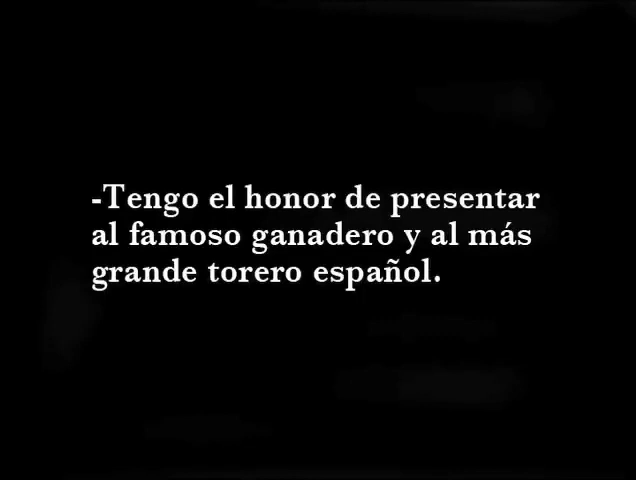 -Tengo el honor de presentar
al famoso ganadero y al más
grande torero español.